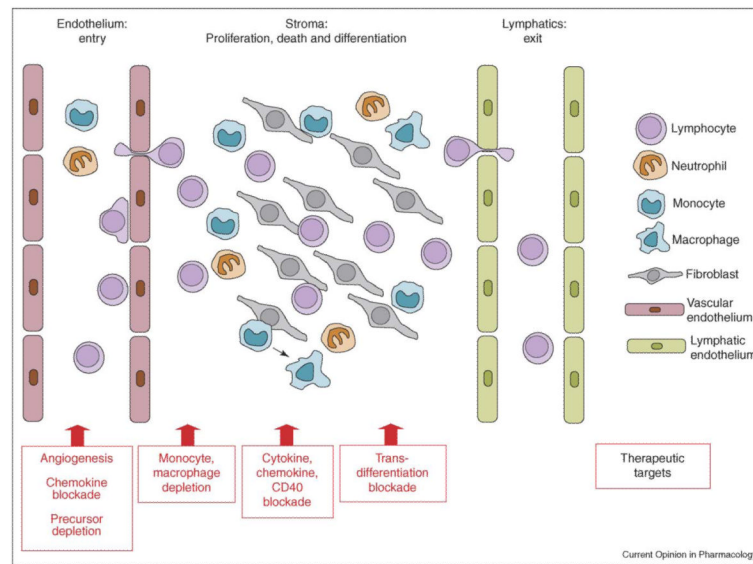 Endothelium:
entry
Stroma:
Proliferation, death and differentiation
Lymphatics:
exit
Lymphocyte
Neutrophil
Monocyte
Macrophage
Fibroblast
Vascular
endothelium
Lymphatic
endothelium
Angiogenesis
Chemokine
blockade
Precursor
depletion
Monocyte,
macrophage
depletion
Cytokine,
chemokine,
CD40
blockade
Trans-
differentiation
blockade
Therapeutic
targets
Current Opinion in Pharmacology